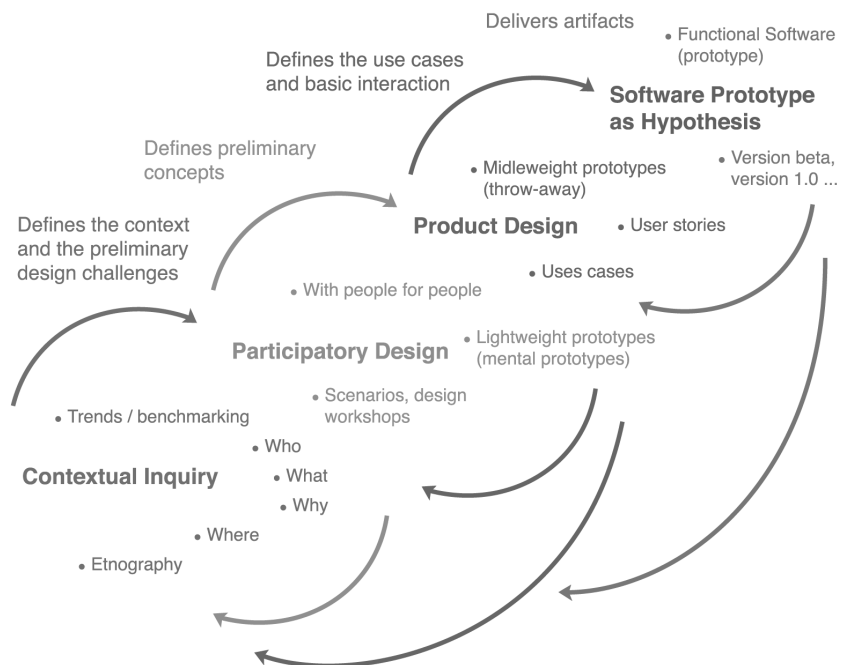 Delivers artifacts
• Functional Software
(prototype)
Defines the use cases
and basic interaction
Software Prototype
as Hypothesis
Defines preliminary
concepts
• Midleweight prototypes
(throw-away)
• Version beta,
version 1.0 ...
Defines the context
and the preliminary
design challenges
Product Design
• User stories
• Uses cases
• With people for people
Participatory Design
• Lightweight prototypes
(mental prototypes)
• Scenarios, design
workshops
• Trends / benchmarking
• Who
Contextual Inquiry
• What
• Why
• Where
• Etnography